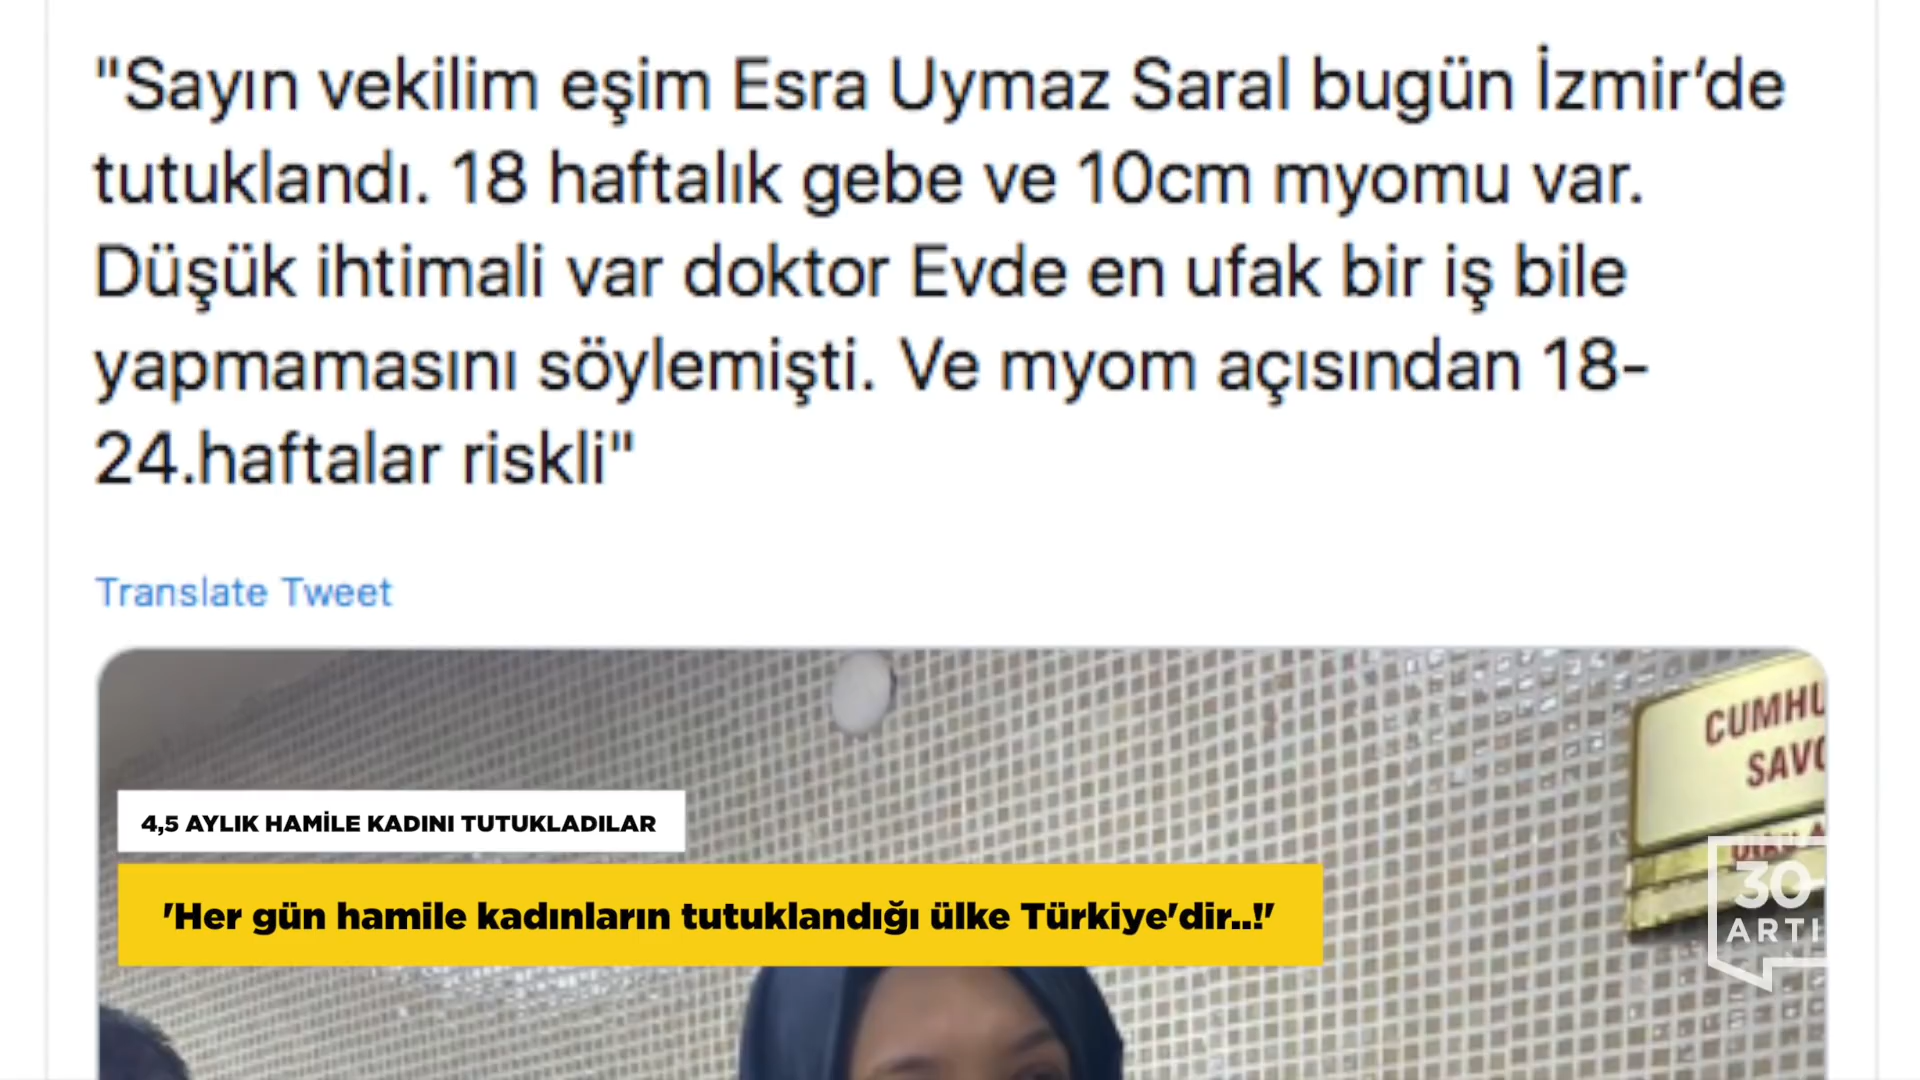 "Sayın vekilim eşim Esra Uymaz Saral bugün İzmir’de
tutuklandı. 18 haftalık gebe ve 10cm myomu var.
Düşük ihtimali var doktor Evde en ufak bir iş bile
yapmamasını söylemişti. Ve myom açısından 18-
24.haftalar riskli"
Translate Tweet
CUMHU
SAVC
4,5 AYLIK HAMİLE KADINI TUTUKLADILAR
'Her gün hamile kadınların tutuklandığı ülke Türkiye'dir..!'
30
ARTI